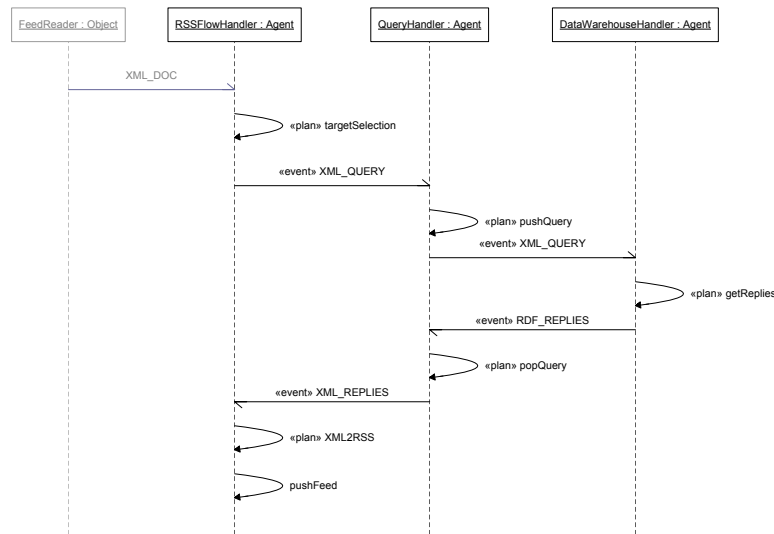 FeedReader : Object
RSSFlowHandler : Agent
QueryHandler : Agent
DataWarehouseHandler : Agent
XML_DOC
«plan» targetSelection
«event» XML_QUERY
«plan» pushQuery
«event» XML_QUERY
«plan» getReplies
«event» RDF_REPLIES
«plan» popQuery
«event» XML_REPLIES
«plan» XML2RSS
pushFeed